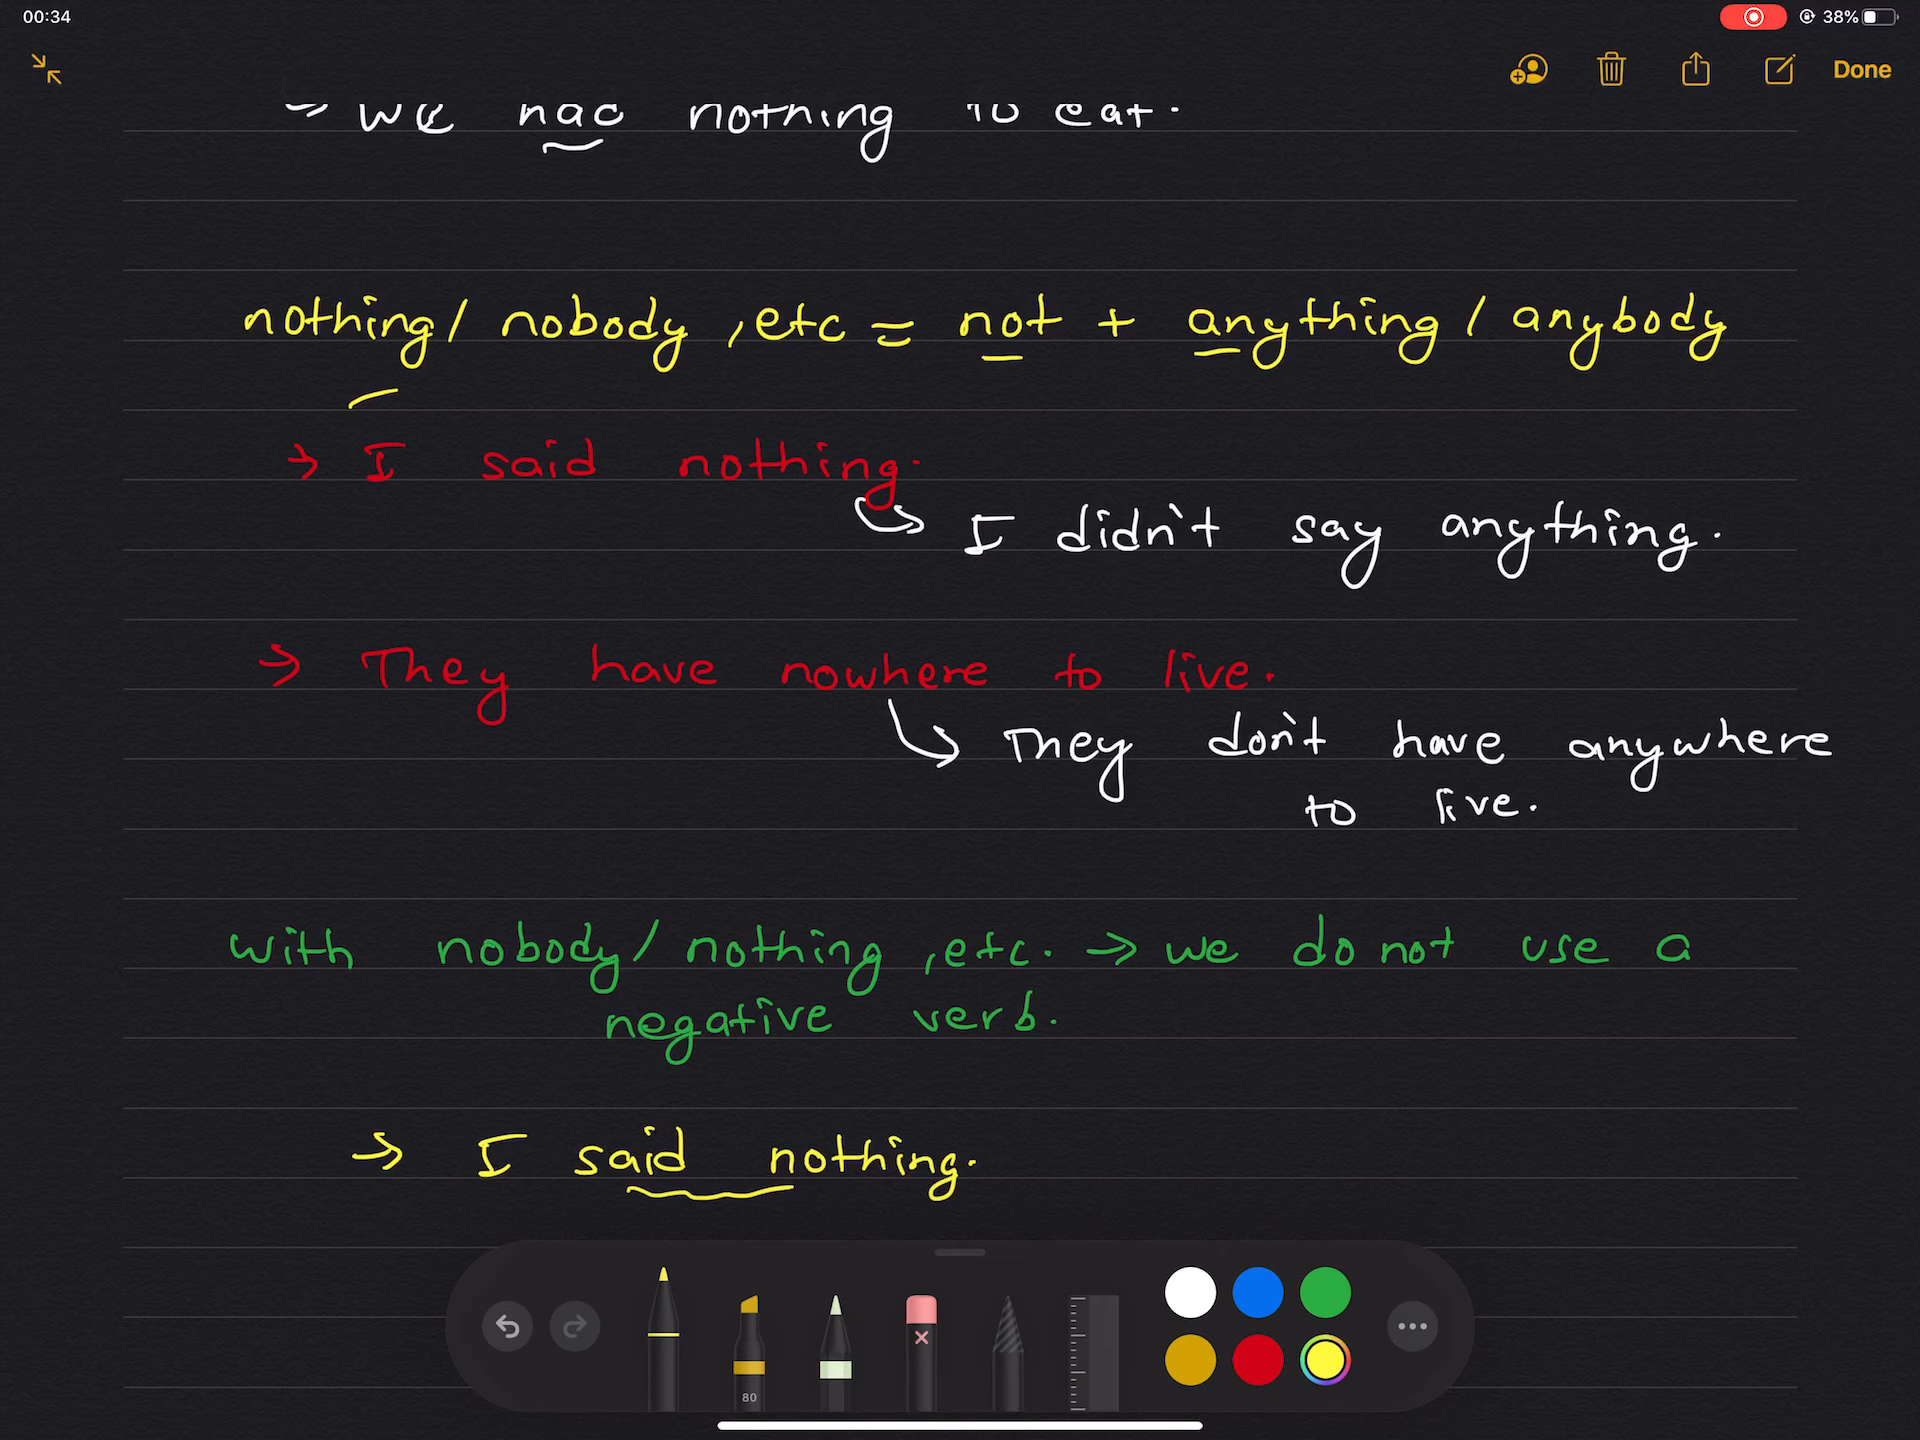 00:34
38%
Done
→ We had nothing to eat.
nothing/ nobody ,etc = not + anything / anybody
→ I said nothing.
I didn't say anything.
→ They have nowhere to live.
They don't have anywhere
to live.
with nobody/ nothing ,etc. → we do not use a
negative verb.
→ I said nothing.
80